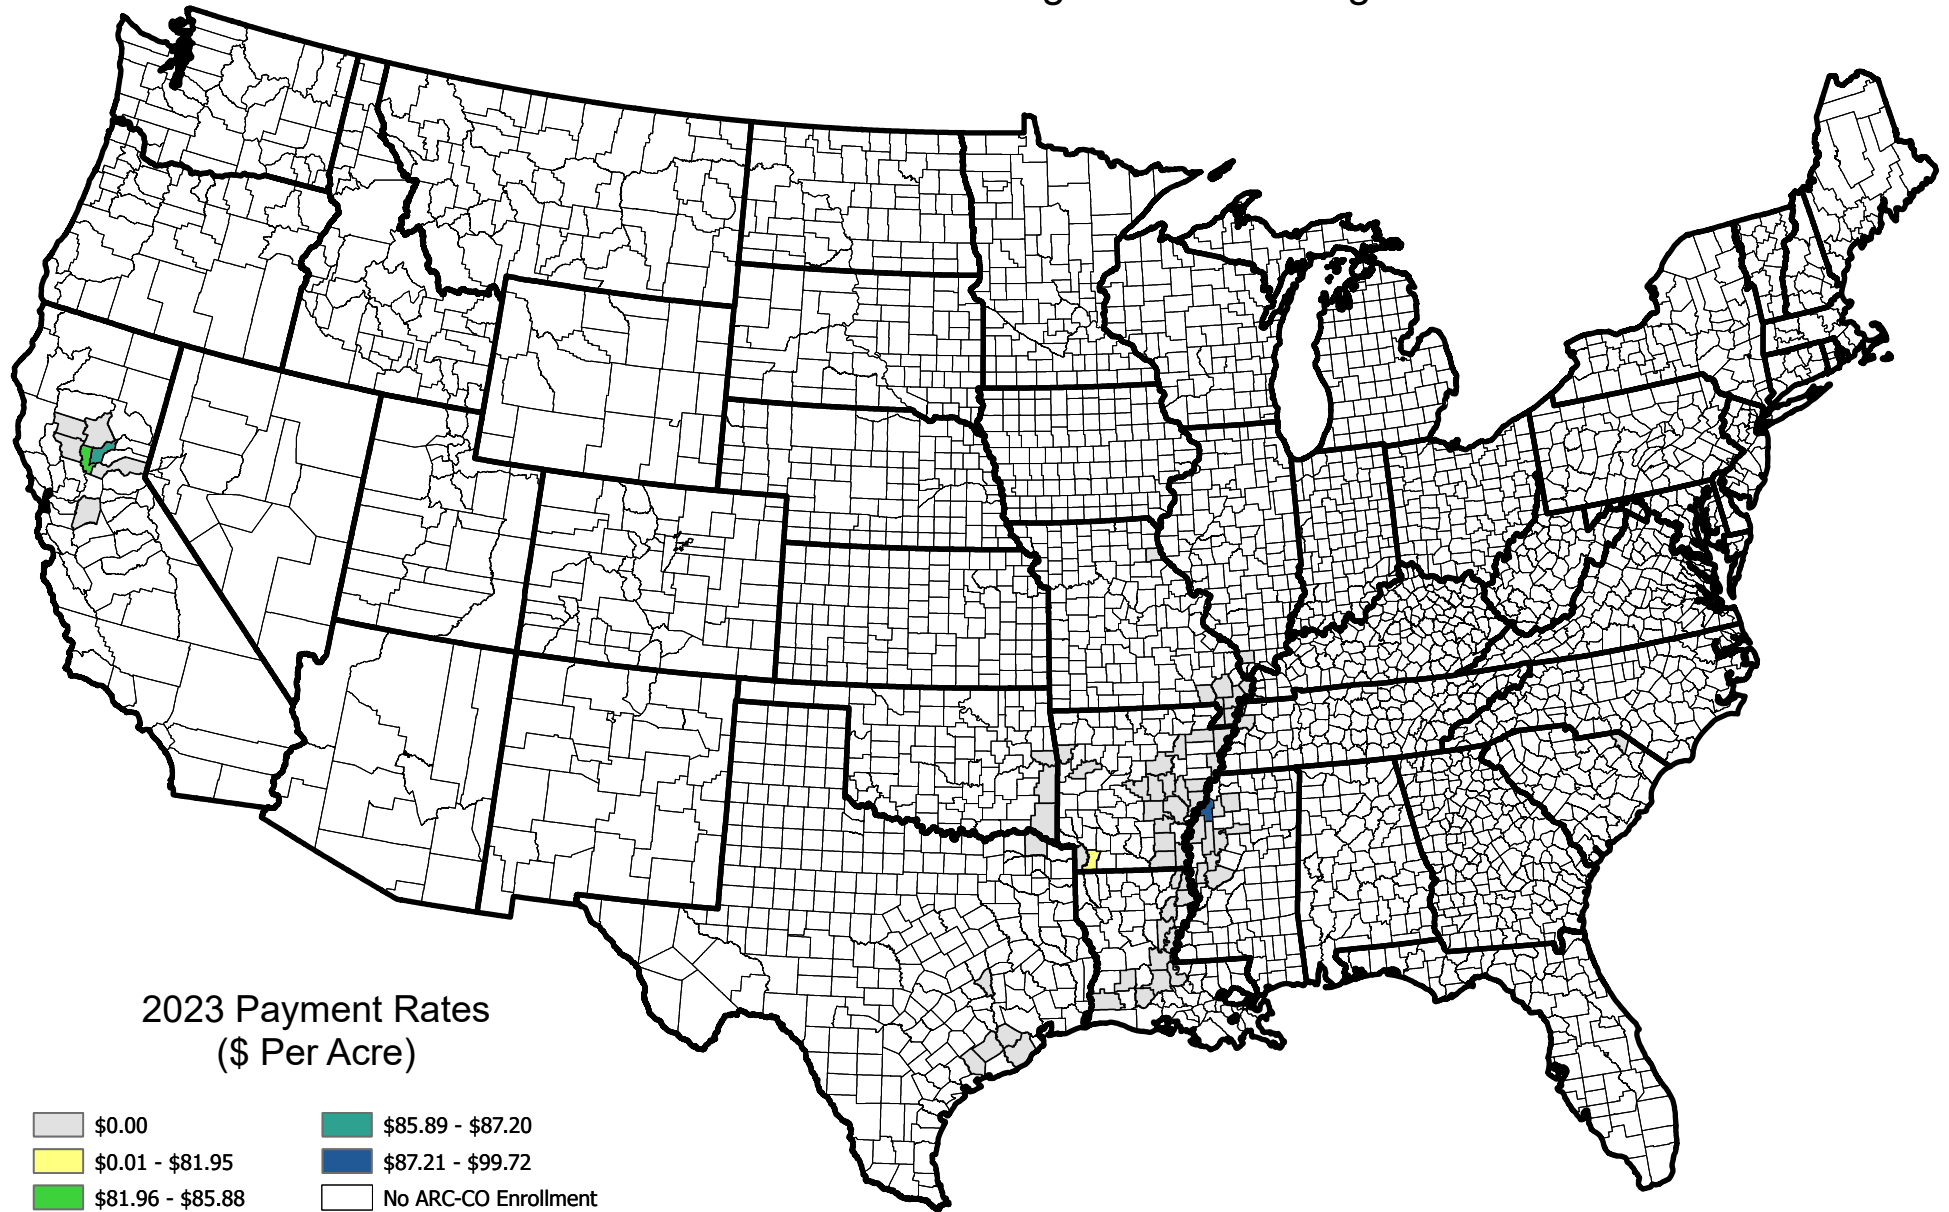 2023 Payment Rates
($ Per Acre)
$0.00
$0.01 - $81.95
$81.96 - $85.88
$85.89 - $87.20
$87.21 - $99.72
No ARC-CO Enrollment